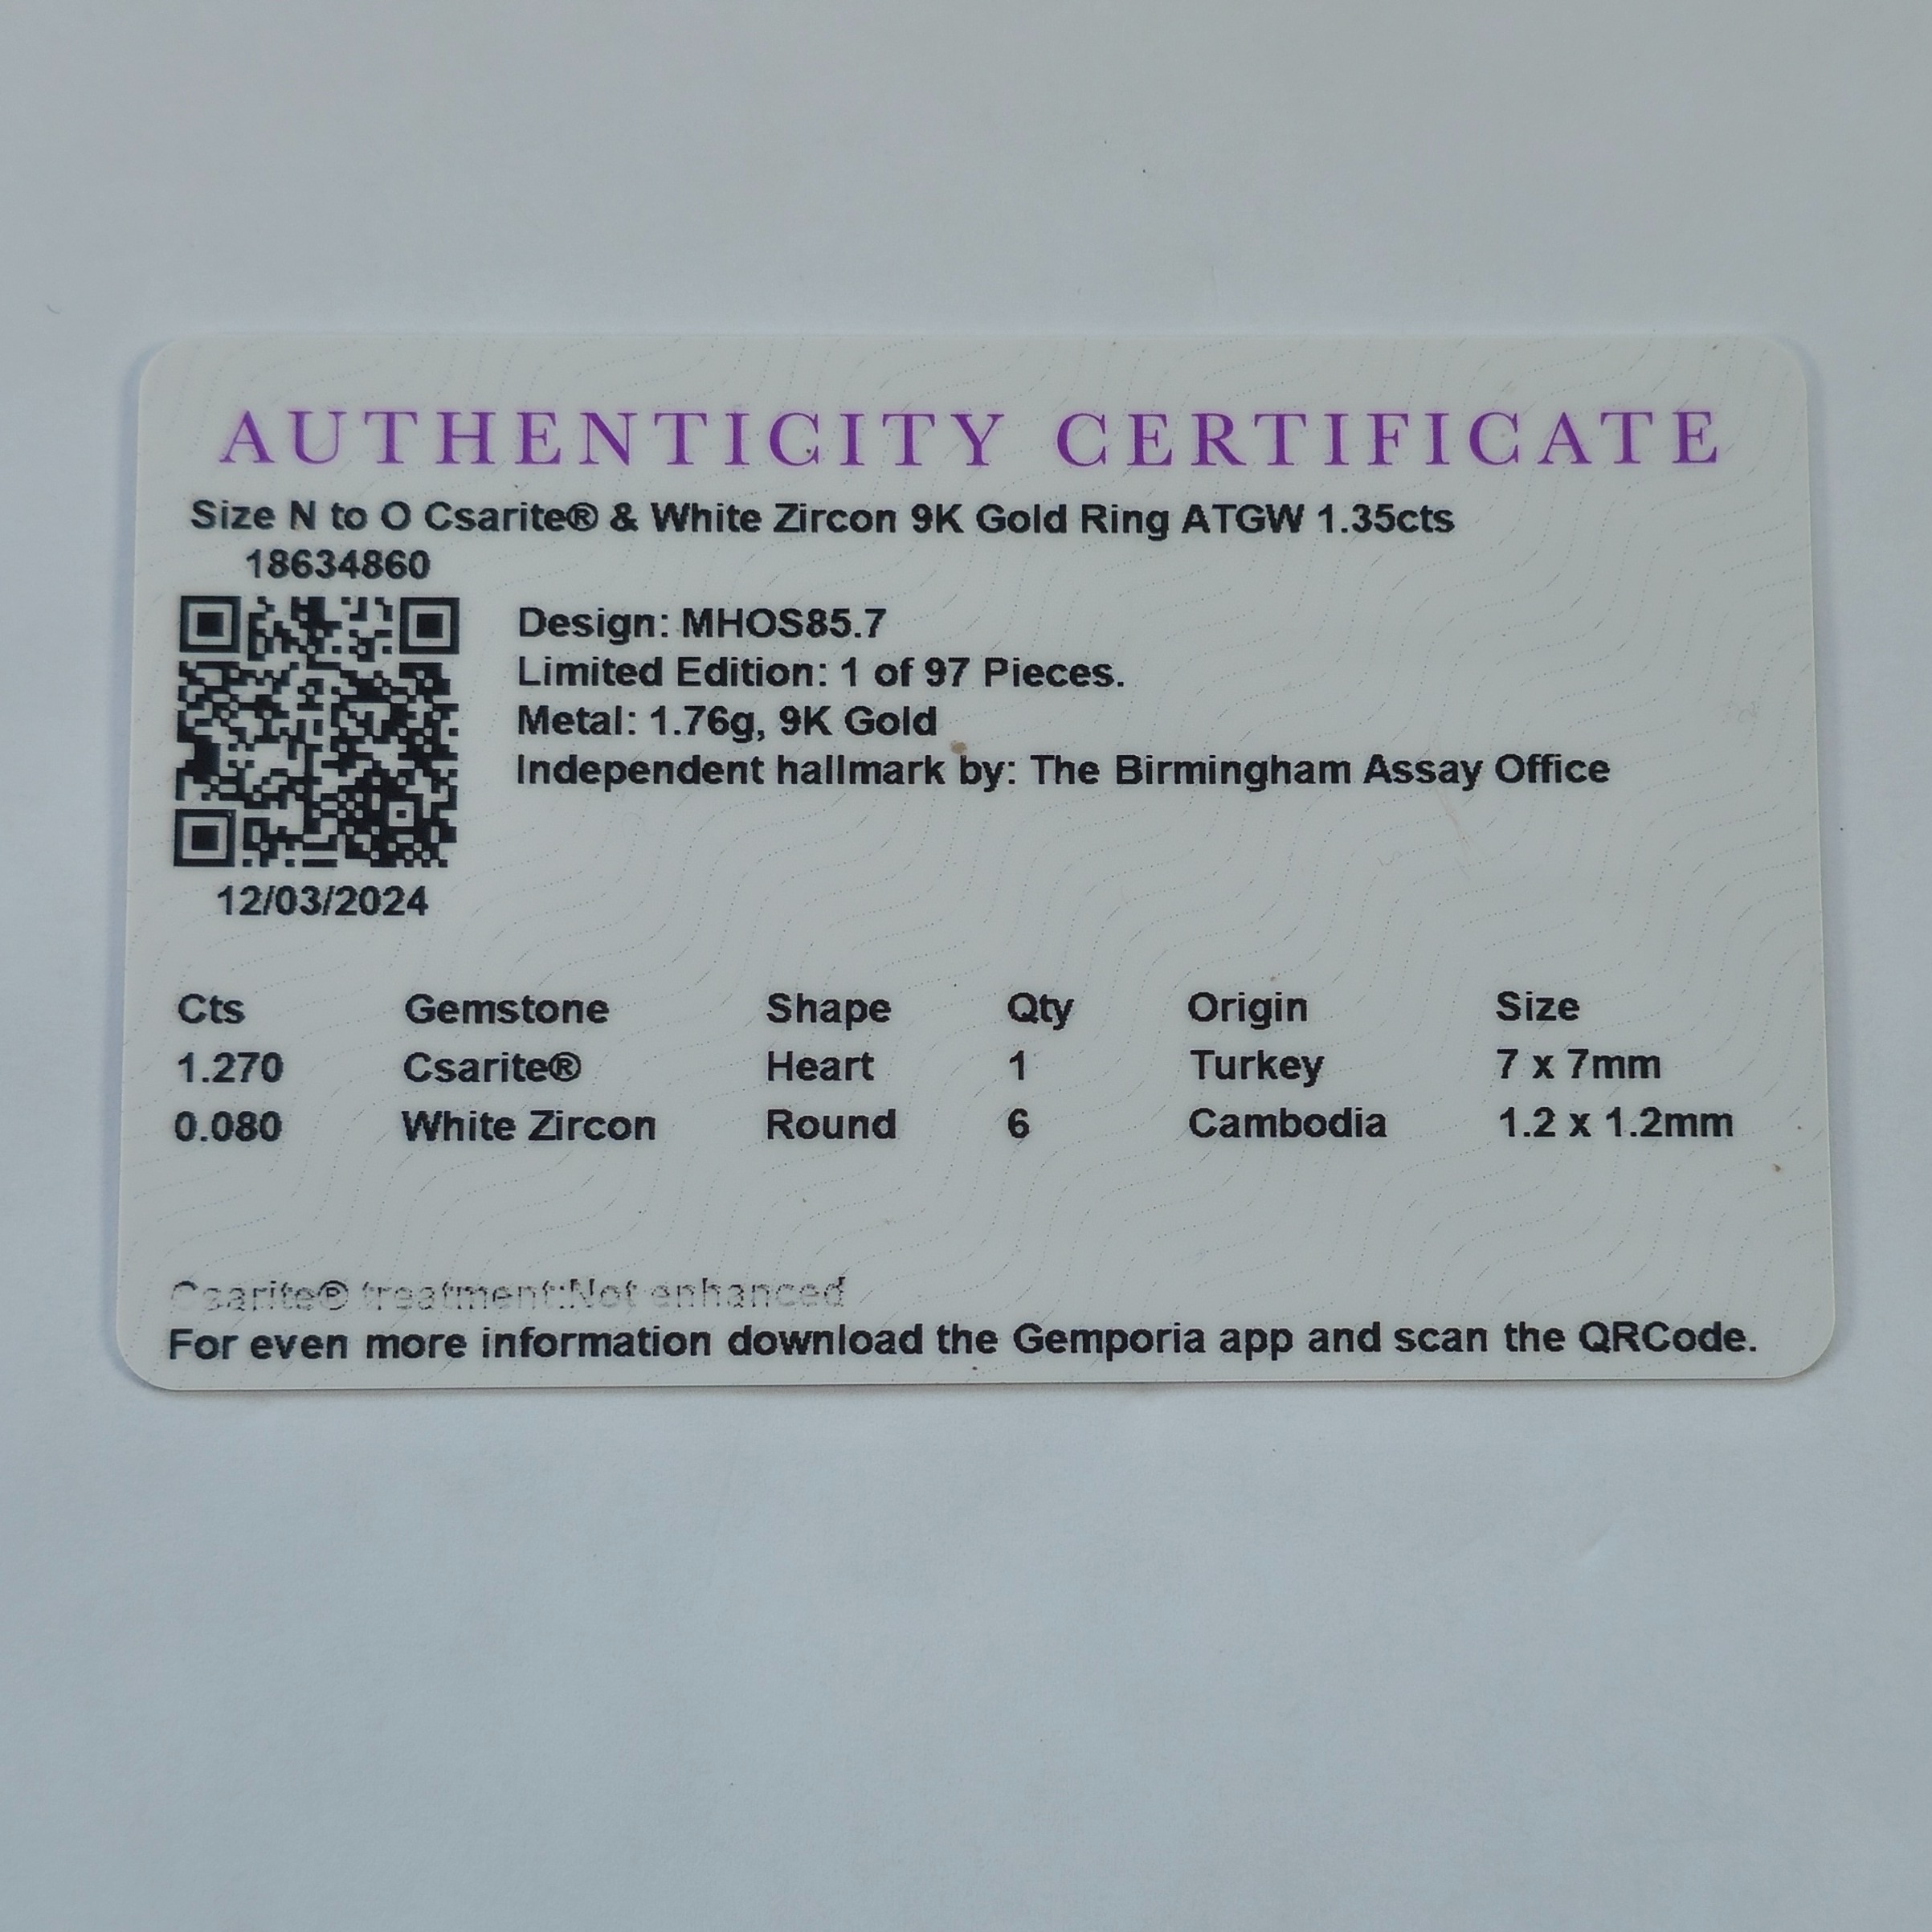 AUTHENTICITY CERTIFICATE
Size N to O Csarite® & White Zircon 9K Gold Ring ATGW 1.35cts
18634860
Design: MHOS85.7
Limited Edition: 1 of 97 Pieces.
Metal: 1.76g, 9K Gold
Independent hallmark by: The Birmingham Assay Office
12/03/2024
Cts Gemstone Shape Qty Origin Size
1.270 Csarite® Heart 1 Turkey 7 x 7mm
0.080 White Zircon Round 6 Cambodia 1.2 x 1.2mm
Csarite® treatment:Not enhanced
For even more information download the Gemporia app and scan the QRCode.